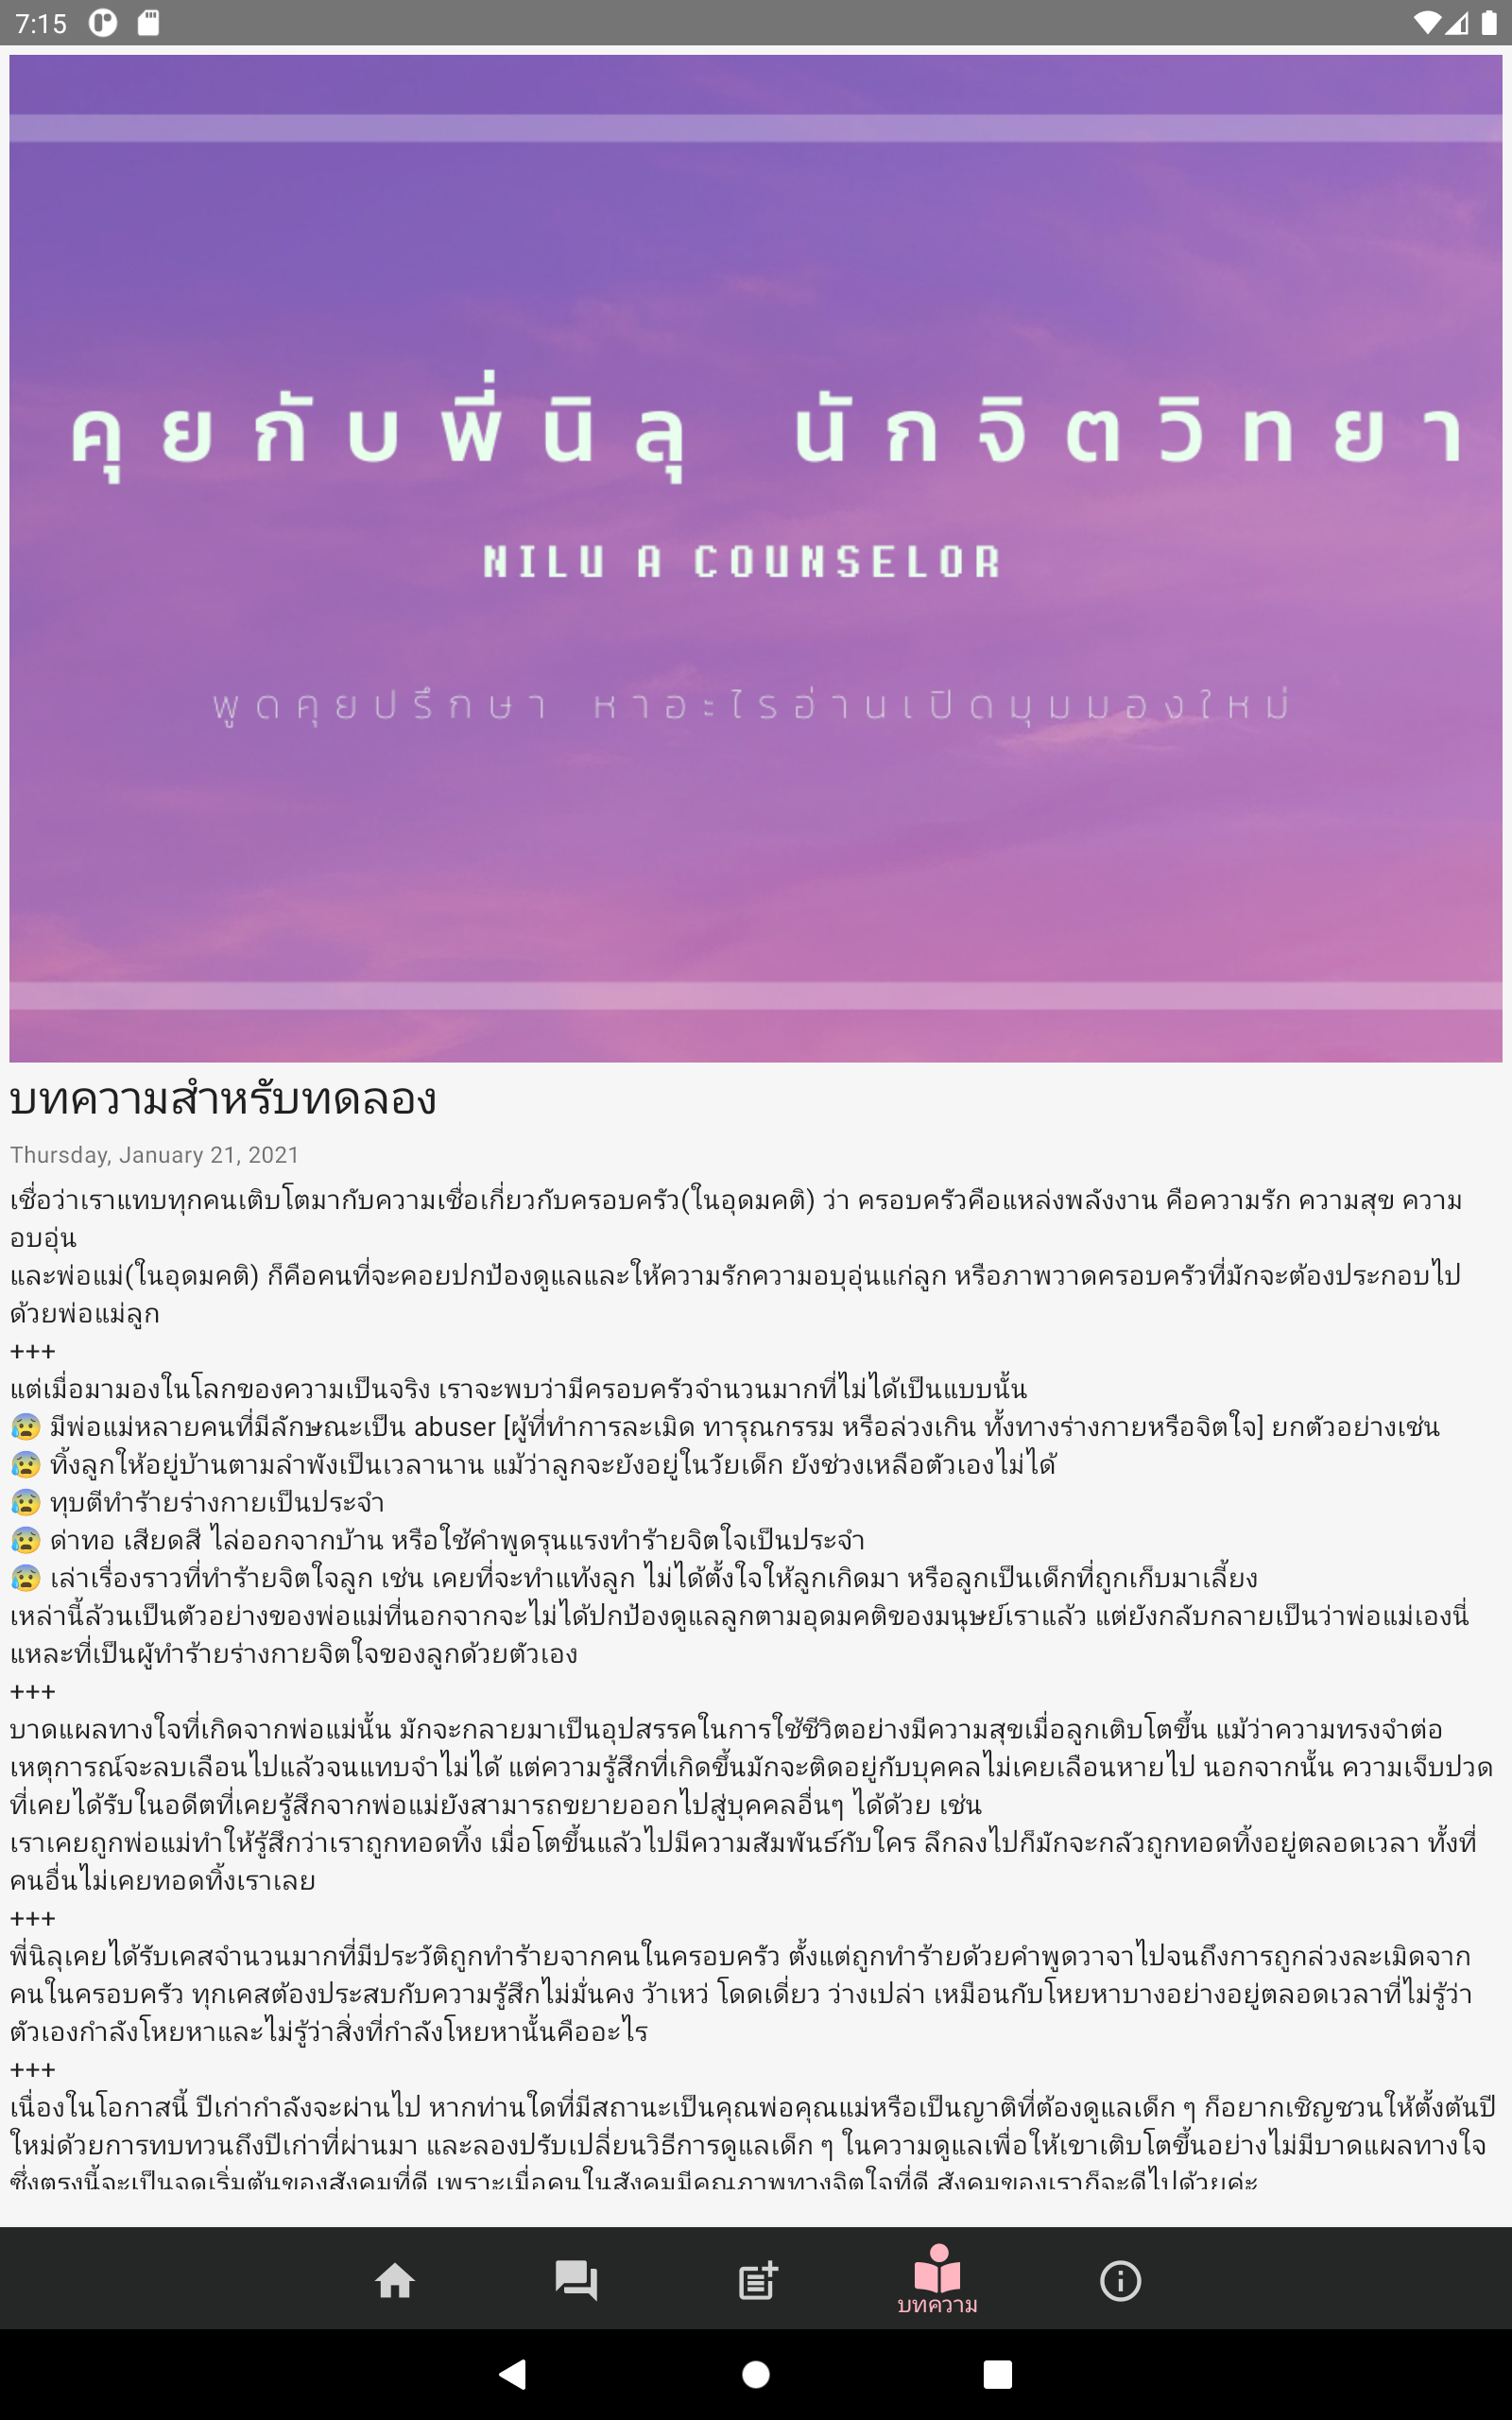 7:15
คุยกับพี่นิลุ นักจิตวิทยา
NILU A COUNSELOR
พูดคุยปรึกษา หาอะไรอ่านเปิดมุมมองใหม่
บทความสำหรับทดลอง
Thursday, January 21, 2021
เชื่อว่าเราแทบทุกคนเติบโตมากับความเชื่อเกี่ยวกับครอบครัว(ในอุดมคติ) ว่า ครอบครัวคือแหล่งพลังงาน คือความรัก ความสุข ความ
อบอุ่น
และพ่อแม่(ในอุดมคติ) ก็คือคนที่จะคอยปกป้องดูแลและให้ความรักความอบุอุ่นแก่ลูก หรือภาพวาดครอบครัวที่มักจะต้องประกอบไป
ด้วยพ่อแม่ลูก
+++
แต่เมื่อมามองในโลกของความเป็นจริง เราจะพบว่ามีครอบครัวจำนวนมากที่ไม่ได้เป็นแบบนั้น
😰 มีพ่อแม่หลายคนที่มีลักษณะเป็น abuser [ผู้ที่ทำการละเมิด ทารุณกรรม หรือล่วงเกิน ทั้งทางร่างกายหรือจิตใจ] ยกตัวอย่างเช่น
😰 ทิ้งลูกให้อยู่บ้านตามลำพังเป็นเวลานาน แม้ว่าลูกจะยังอยู่ในวัยเด็ก ยังช่วงเหลือตัวเองไม่ได้
😰 ทุบตีทำร้ายร่างกายเป็นประจำ
😰 ด่าทอ เสียดสี ไล่ออกจากบ้าน หรือใช้คำพูดรุนแรงทำร้ายจิตใจเป็นประจำ
😰 เล่าเรื่องราวที่ทำร้ายจิตใจลูก เช่น เคยที่จะทำแท้งลูก ไม่ได้ตั้งใจให้ลูกเกิดมา หรือลูกเป็นเด็กที่ถูกเก็บมาเลี้ยง
เหล่านี้ล้วนเป็นตัวอย่างของพ่อแม่ที่นอกจากจะไม่ได้ปกป้องดูแลลูกตามอุดมคติของมนุษย์เราแล้ว แต่ยังกลับกลายเป็นว่าพ่อแม่เองนี่
แหละที่เป็นผู้ทำร้ายร่างกายจิตใจของลูกด้วยตัวเอง
+++
บาดแผลทางใจที่เกิดจากพ่อแม่นั้น มักจะกลายมาเป็นอุปสรรคในการใช้ชีวิตอย่างมีความสุขเมื่อลูกเติบโตขึ้น แม้ว่าความทรงจำต่อ
เหตุการณ์จะลบเลือนไปแล้วจนแทบจำไม่ได้ แต่ความรู้สึกที่เกิดขึ้นมักจะติดอยู่กับบุคคลไม่เคยเลือนหายไป นอกจากนั้น ความเจ็บปวด
ที่เคยได้รับในอดีตที่เคยรู้สึกจากพ่อแม่ยังสามารถขยายออกไปสู่บุคคลอื่นๆ ได้ด้วย เช่น
เราเคยถูกพ่อแม่ทำให้รู้สึกว่าเราถูกทอดทิ้ง เมื่อโตขึ้นแล้วไปมีความสัมพันธ์กับใคร ลึกลงไปก็มักจะกลัวถูกทอดทิ้งอยู่ตลอดเวลา ทั้งที่
คนอื่นไม่เคยทอดทิ้งเราเลย
+++
พี่นิลุเคยได้รับเคสจำนวนมากที่มีประวัติถูกทำร้ายจากคนในครอบครัว ตั้งแต่ถูกทำร้ายด้วยคำพูดวาจาไปจนถึงการถูกล่วงละเมิดจาก
คนในครอบครัว ทุกเคสต้องประสบกับความรู้สึกไม่มั่นคง ว้าเหว่ โดดเดี่ยว ว่างเปล่า เหมือนกับโหยหาบางอย่างอยู่ตลอดเวลาที่ไม่รู้ว่า
ตัวเองกำลังโหยหาและไม่รู้ว่าสิ่งที่กำลังโหยหานั้นคืออะไร
+++
เนื่องในโอกาสนี้ ปีเก่ากำลังจะผ่านไป หากท่านใดที่มีสถานะเป็นคุณพ่อคุณแม่หรือเป็นญาติที่ต้องดูแลเด็ก ๆ ก็อยากเชิญชวนให้ตั้งต้นปี
ใหม่ด้วยการทบทวนถึงปีเก่าที่ผ่านมา และลองปรับเปลี่ยนวิธีการดูแลเด็ก ๆ ในความดูแลเพื่อให้เขาเติบโตขึ้นอย่างไม่มีบาดแผลทางใจ
ซึ่งตรงนี้จะเป็นจุดเริ่มต้นของสังคมที่ดี เพราะเมื่อคนในสังคมมีคุณภาพทางจิตใจที่ดี สังคมของเราก็จะดีไปด้วยค่ะ
บทความ